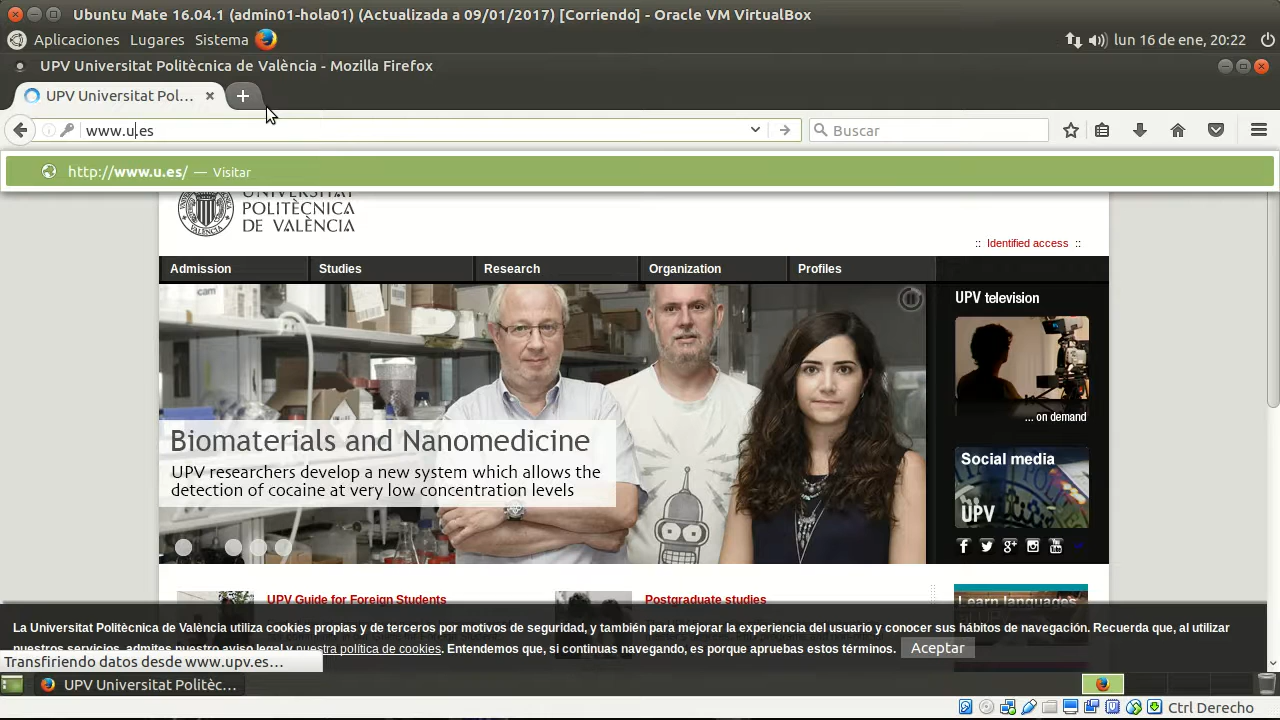 Ubuntu Mate 16.04.1 (admin01-hola01) (Actualizada a 09/01/2017) [Corriendo] - Oracle VM VirtualBox
Aplicaciones Lugares Sistema lun 16 de ene, 20:22
UPV Universitat Politècnica de València - Mozilla Firefox
UPV Universitat Pol...
www.u.es Buscar
http://www.u.es/ — Visitar
UNIVERSITAT
POLITÈCNICA
DE VALÈNCIA
:: Identified access ::
Admission Studies Research Organization Profiles
UPV television
... on demand
Biomaterials and Nanomedicine
UPV researchers develop a new system which allows the
detection of cocaine at very low concentration levels
Social media
UPV
UPV Guide for Foreign Students Postgraduate studies
Learn languages
La Universitat Politècnica de València utiliza cookies propias y de terceros por motivos de seguridad, y también para mejorar la experiencia del usuario y conocer sus hábitos de navegación. Recuerda que, al utilizar
nuestros servicios, admites nuestro aviso legal y nuestra política de cookies. Entendemos que, si continuas navegando, es porque apruebas estos términos. Aceptar
Transfiriendo datos desde www.upv.es...
UPV Universitat Politèc...
Ctrl Derecho